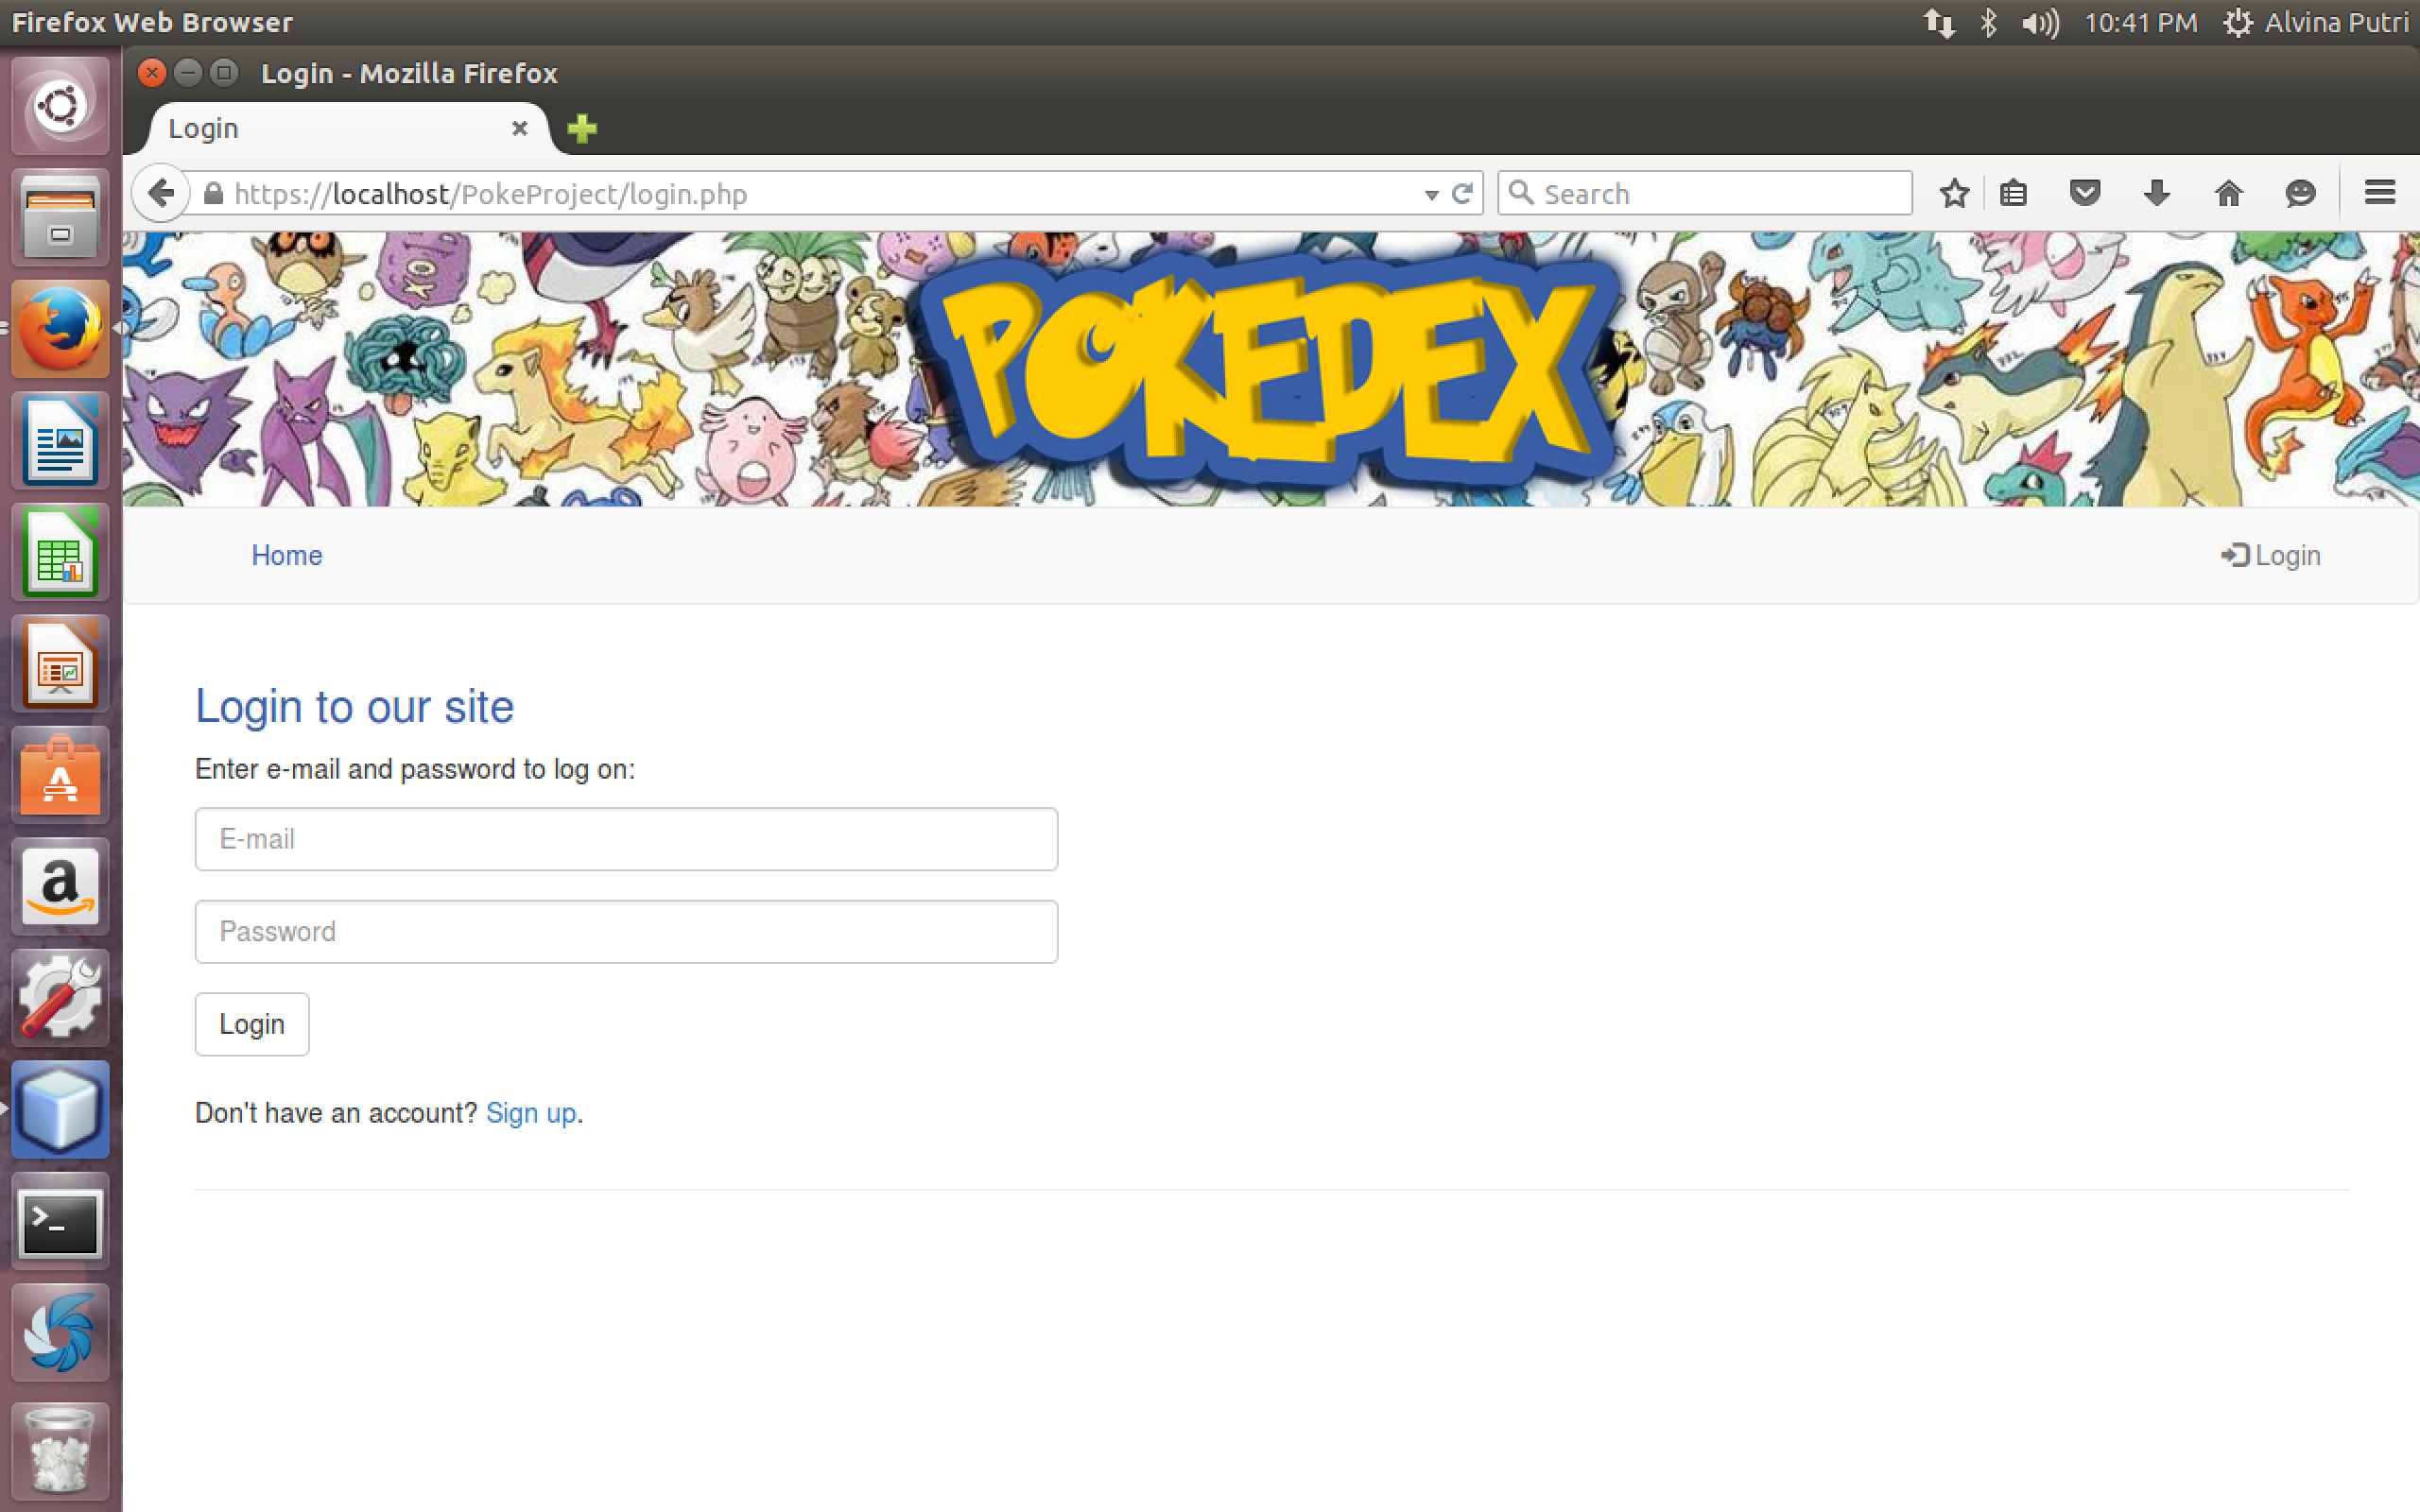 Firefox Web Browser
10:41 PM Alvina Putri
Login - Mozilla Firefox
Login
https://localhost/PokeProject/login.php
Search
POKEDEX
Home
Login
Login to our site
Enter e-mail and password to log on:
E-mail
Password
Login
Don't have an account? Sign up.